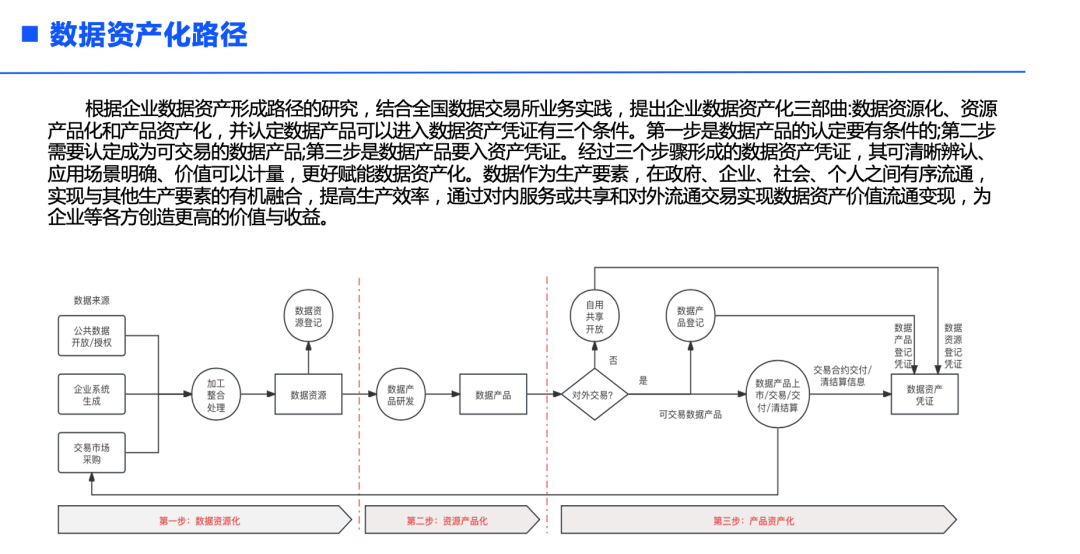 数据资产化路径
根据企业数据资产形成路径的研究，结合全国数据交易所业务实践，提出企业数据资产化三部曲:数据资源化、资源
产品化和产品资产化，并认定数据产品可以进入数据资产凭证有三个条件。第一步是数据产品的认定要有条件的;第二步
需要认定成为可交易的数据产品;第三步是数据产品要入资产凭证。经过三个步骤形成的数据资产凭证，其可清晰辨认、
应用场景明确、价值可以计量，更好赋能数据资产化。数据作为生产要素，在政府、企业、社会、个人之间有序流通，
实现与其他生产要素的有机融合，提高生产效率，通过对内服务或共享和对外流通交易实现数据资产价值流通变现，为
企业等各方创造更高的价值与收益。
数据来源
公共数据
开放/授权
企业系统
生成
交易市场
采购
加工
整合
处理
数据资
源登记
数据资源
数据产
品研发
数据产品
自用
共享
开放
否
对外交易?
是
可交易数据产品
数据产
品登记
数据产品上
市/交易/交
付/清结算
交易合约交付/
清结算信息
数据
产品
登记
凭证
数据
资源
登记
凭证
数据资产
凭证
第一步：数据资源化
第二步：资源产品化
第三步：产品资产化